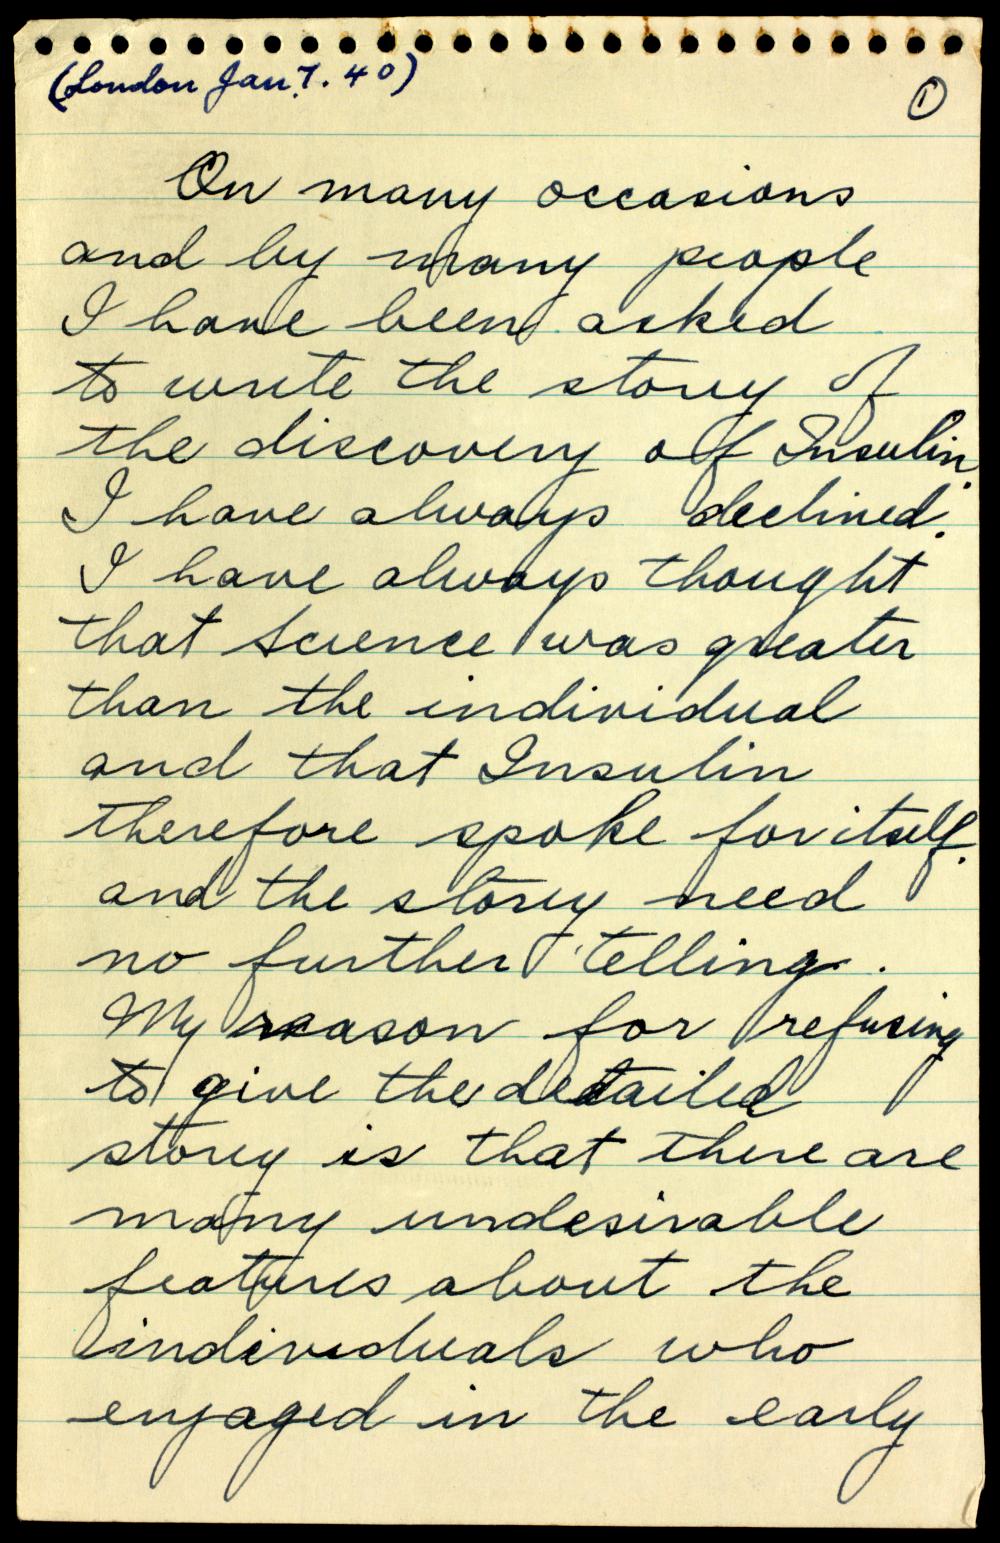 (London Jan 7. 40)
1
On many occasions
and by many people
I have been asked
to write the story of
the discovery of Insulin.
I have always declined.
I have always thought
that Science was greater
than the individual
and that Insulin
therefore spoke for itself.
and the story need
no further telling.
My reason for refusing
to give the detailed
story is that there are
many undesirable
features about the
individuals who
engaged in the early